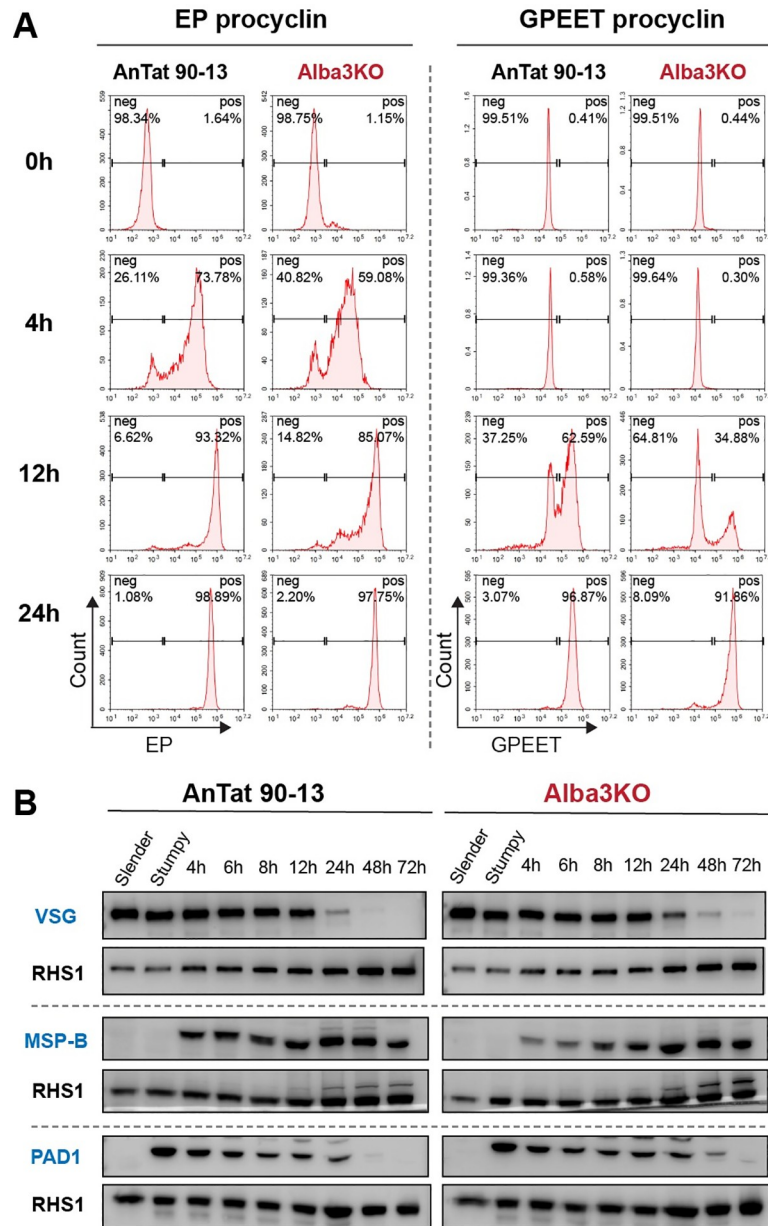 A
EP procyclin
GPEET procyclin
AnTat 90-13
Alba3KO
AnTat 90-13
Alba3KO
0h
neg pos
98.34% 1.64%
neg pos
98.75% 1.15%
neg pos
99.51% 0.41%
neg pos
99.51% 0.44%
4h
neg pos
26.11% 73.78%
neg pos
40.82% 59.08%
neg pos
99.36% 0.58%
neg pos
99.64% 0.30%
12h
neg pos
6.62% 93.32%
neg pos
14.82% 85.07%
neg pos
37.25% 62.59%
neg pos
64.81% 34.88%
24h
neg pos
1.08% 98.89%
neg pos
2.20% 97.75%
neg pos
3.07% 96.87%
neg pos
8.09% 91.86%
Count
EP
Count
GPEET
B
AnTat 90-13
Alba3KO
Slender Stumpy 4h 6h 8h 12h 24h 48h 72h
Slender Stumpy 4h 6h 8h 12h 24h 48h 72h
VSG
RHS1
MSP-B
RHS1
PAD1
RHS1